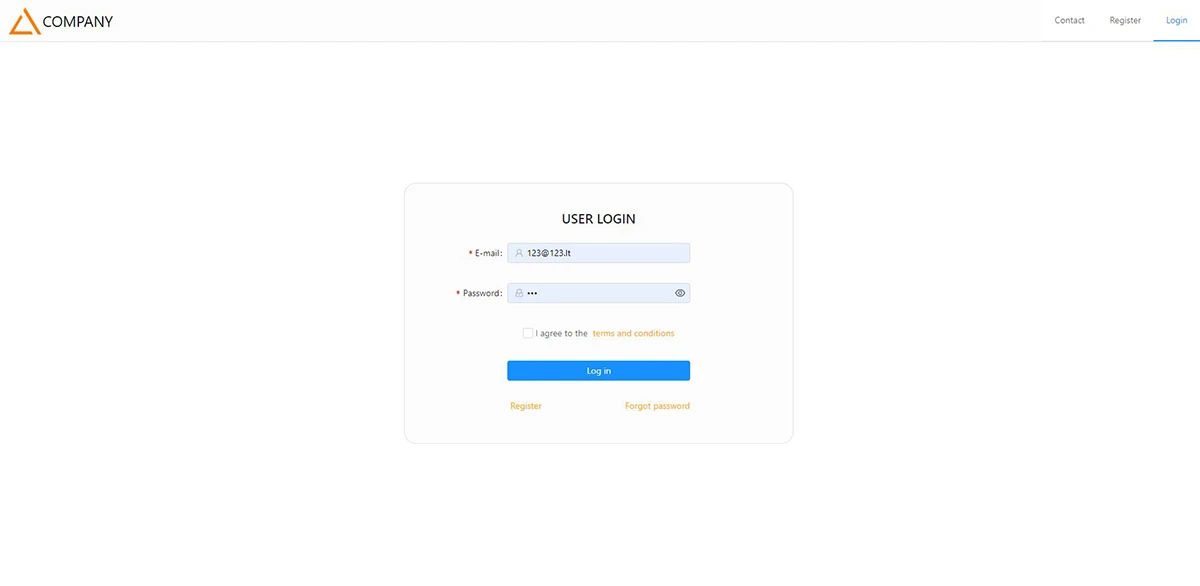 COMPANY
Contact Register Login
USER LOGIN
* E-mail: 123@123.lt
* Password: •••
I agree to the terms and conditions
Log in
Register Forgot password